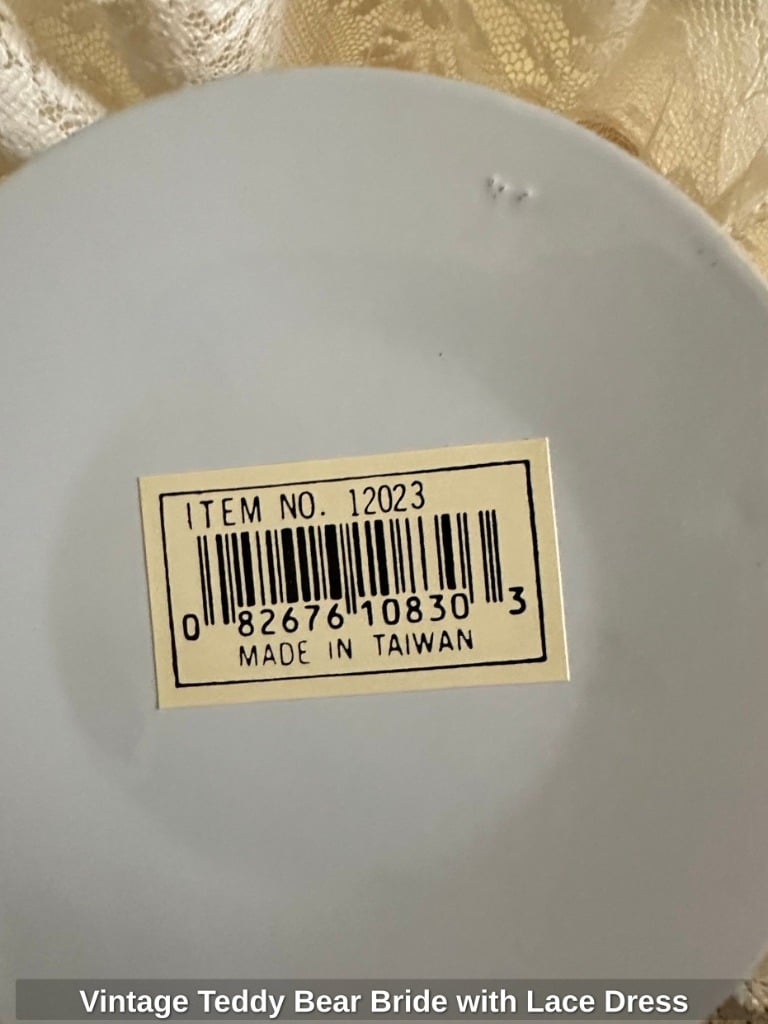 ITEM NO. 12023
0 82676 10830 3
MADE IN TAIWAN
Vintage Teddy Bear Bride with Lace Dress